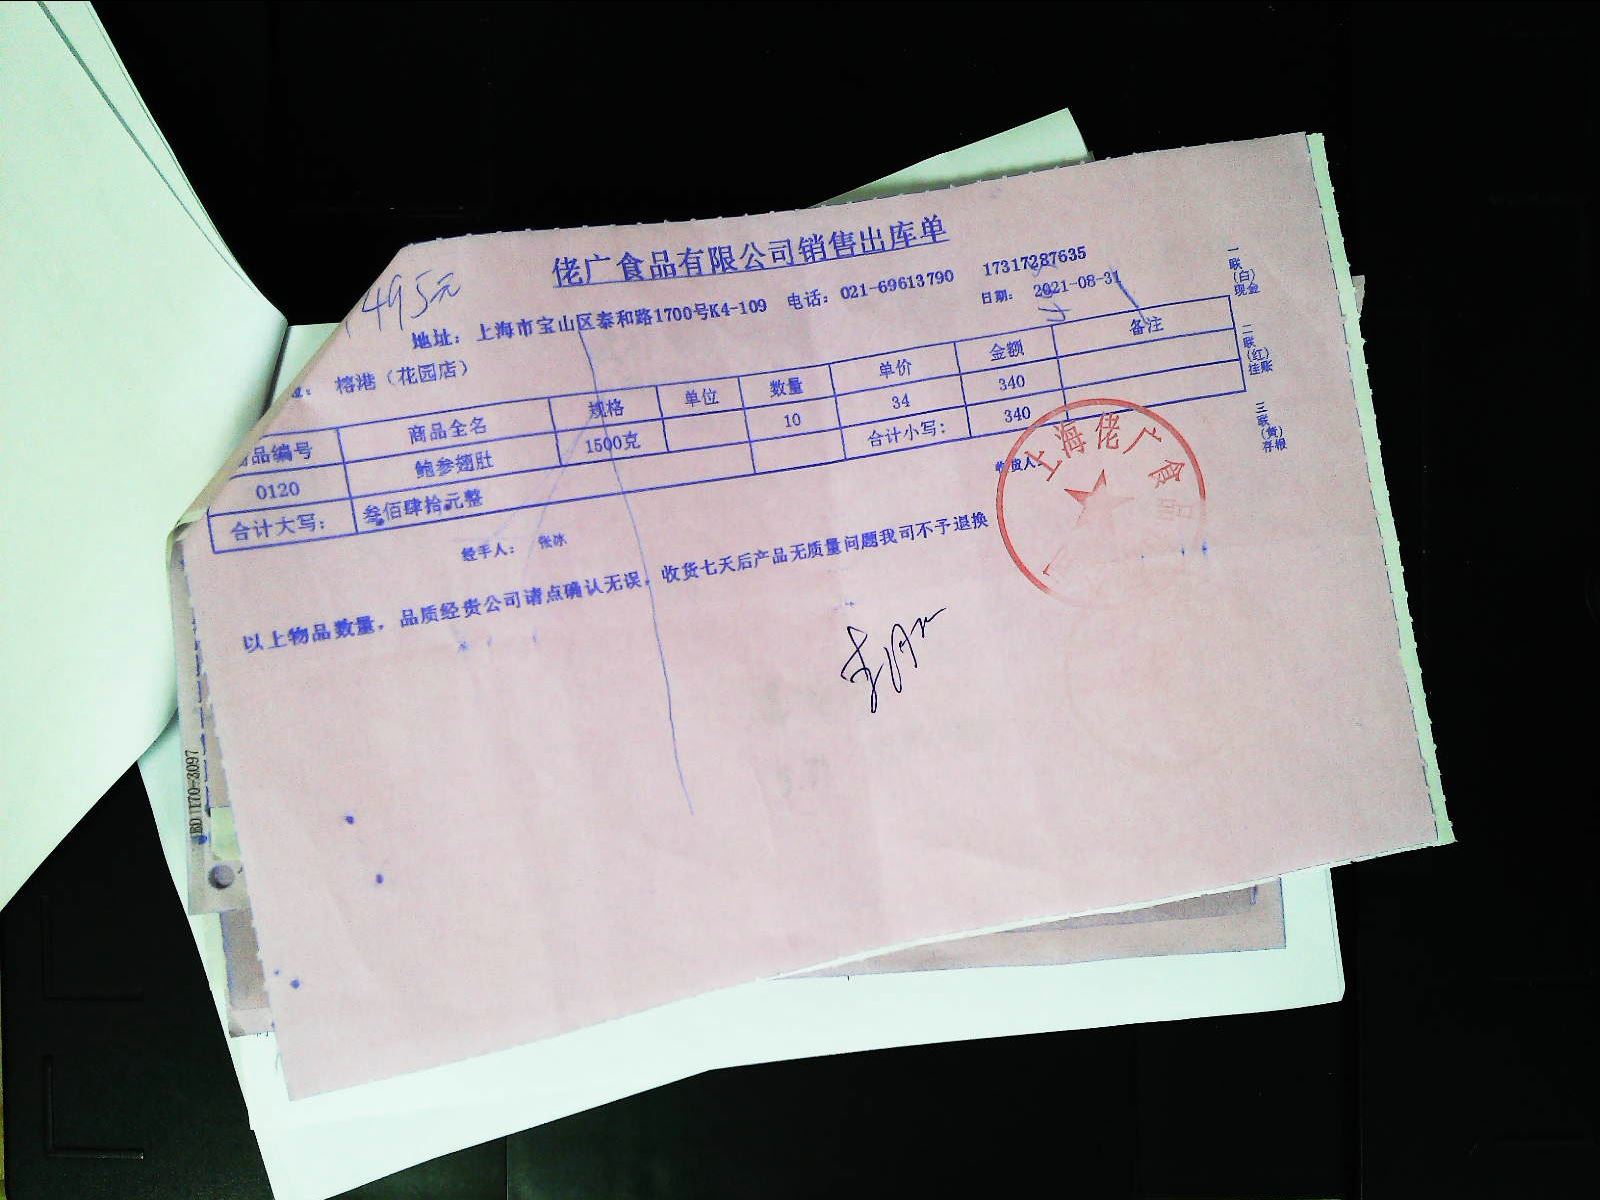 495元
佬广食品有限公司销售出库单
地址: 上海市宝山区泰和路1700号K4-109 电话: 021-69613790 17317287635
日期: 2021-08-31
: 榕港（花园店）
品编号 商品全名 规格 单位 数量 单价 金额 备注
0120 鲍参翅肚 1500克 10 34 340
合计大写: 叁佰肆拾元整 合计小写: 340
经手人: 张冰 收货人:
以上物品数量, 品质经贵公司请点确认无误, 收货七天后产品无质量问题我司不予退换
一联(白)现金
二联(红)挂账
三联(黄)存根
上海佬广食品
170-3097